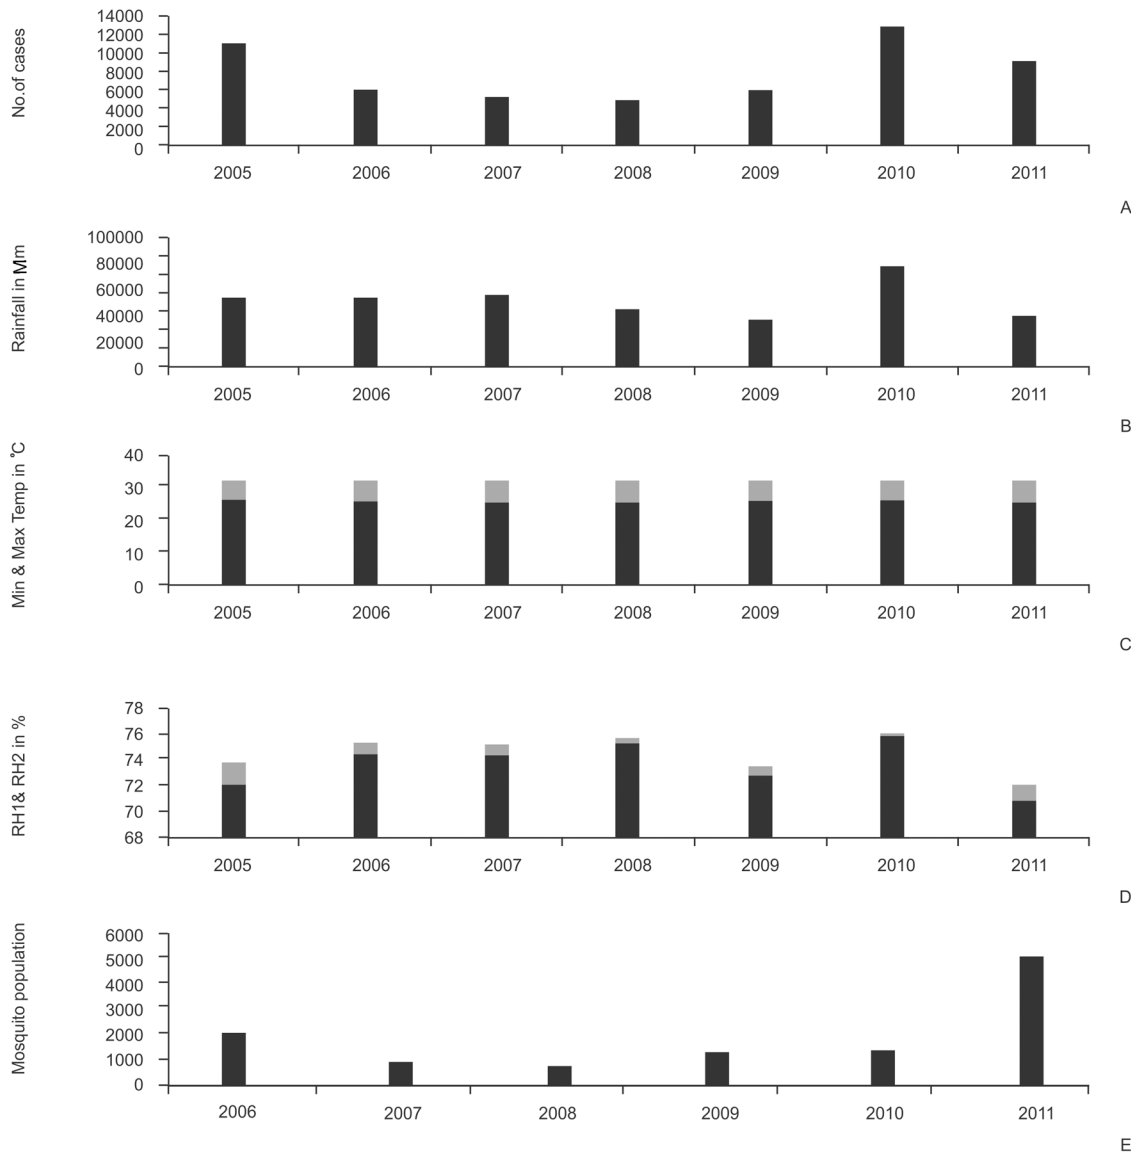 No.of cases
14000
12000
10000
8000
6000
4000
2000
0
2005 2006 2007 2008 2009 2010 2011
A
Rainfall in Mm
100000
80000
60000
40000
20000
0
2005 2006 2007 2008 2009 2010 2011
B
Min & Max Temp in °C
40
30
20
10
0
2005 2006 2007 2008 2009 2010 2011
C
RH1& RH2 in %
78
76
74
72
70
68
2005 2006 2007 2008 2009 2010 2011
D
Mosquito population
6000
5000
4000
3000
2000
1000
0
2006 2007 2008 2009 2010 2011
E